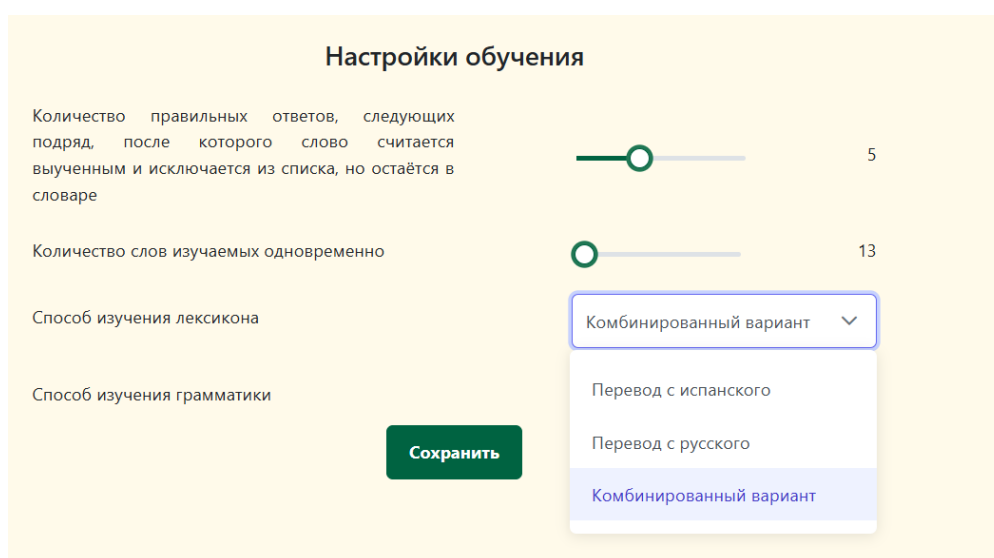 Настройки обучения
Количество правильных ответов, следующих
подряд, после которого слово считается
выученным и исключается из списка, но остаётся в
словаре
5
Количество слов изучаемых одновременно
13
Способ изучения лексикона
Комбинированный вариант
Перевод с испанского
Способ изучения грамматики
Перевод с русского
Сохранить
Комбинированный вариант